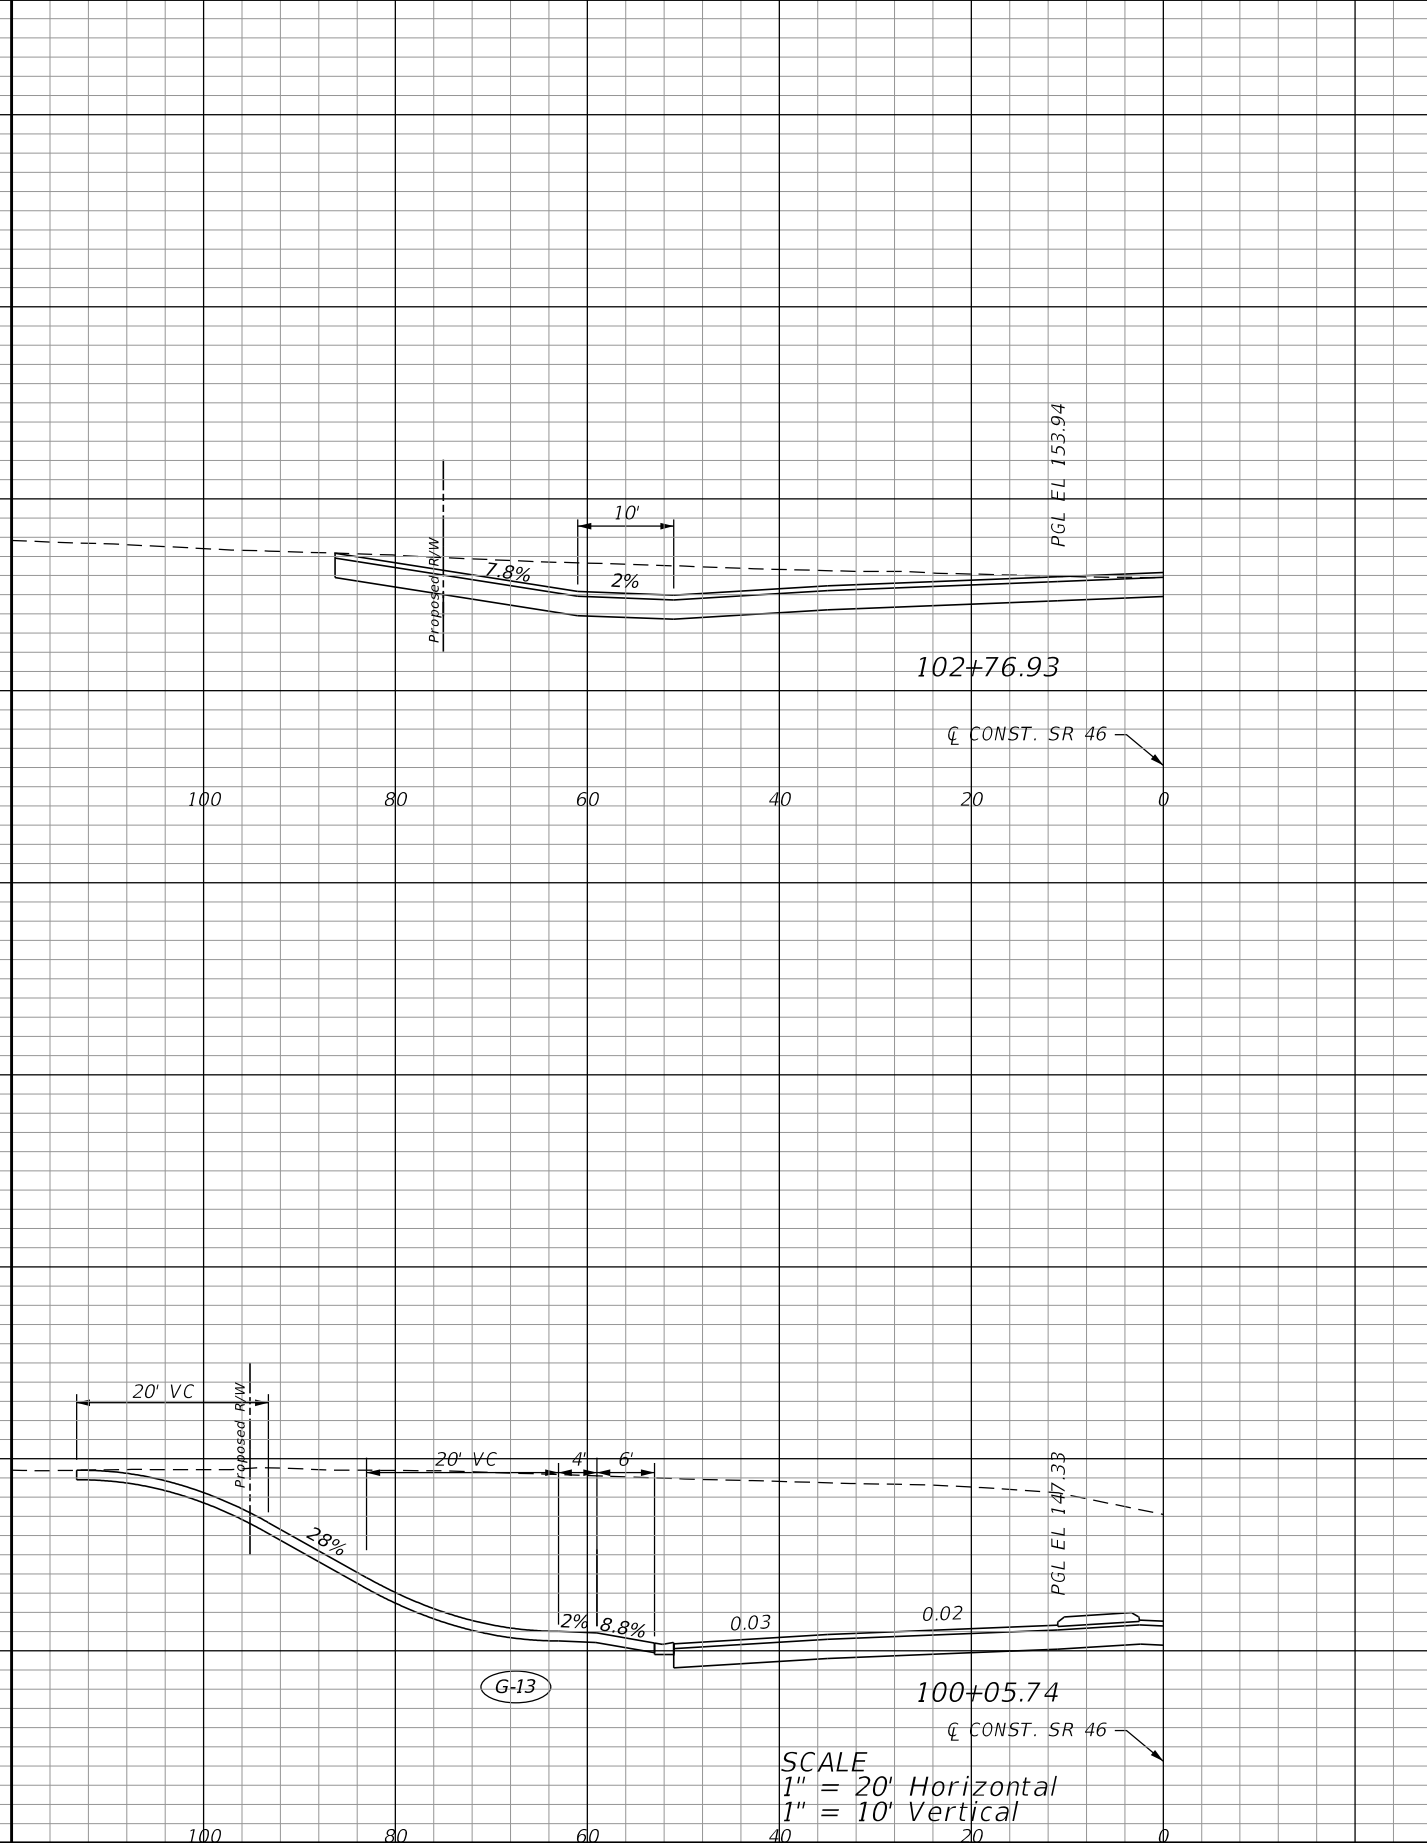 PGL EL 153.94
10'
7.8%
2%
Proposed R/W
102+76.93
℄ CONST. SR 46
100 80 60 40 20 0
20' VC
Proposed R/W
20' VC 4' 6'
PGL EL 147.33
28%
2% 8.8% 0.03 0.02
G-13
100+05.74
℄ CONST. SR 46
SCALE
1" = 20' Horizontal
1" = 10' Vertical
100 80 60 40 20 0